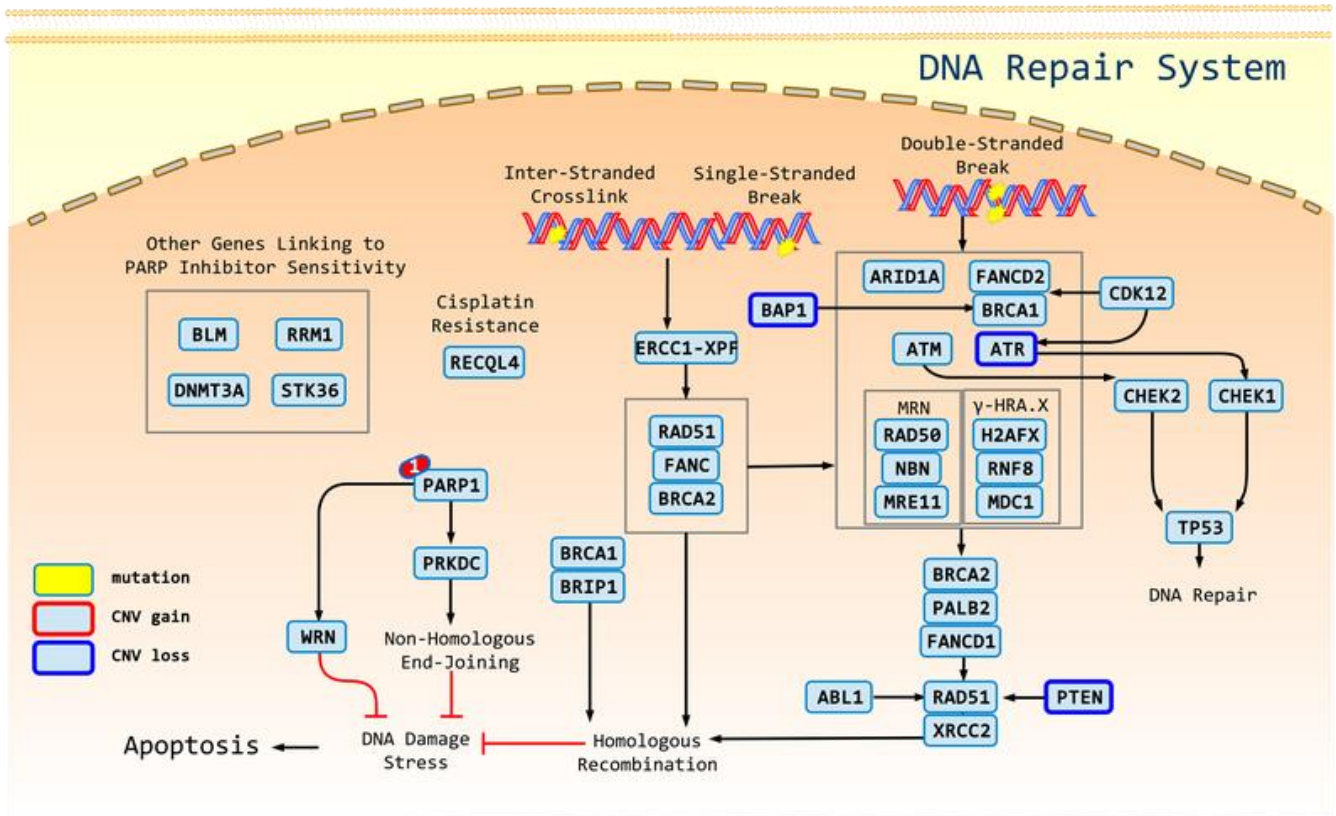 DNA Repair System
Double-Stranded
Break
Inter-Stranded
Crosslink
Single-Stranded
Break
Other Genes Linking to
PARP Inhibitor Sensitivity
BLM
RRM1
DNMT3A
STK36
Cisplatin
Resistance
RECQL4
ERCC1-XPF
BAP1
ARID1A
FANCD2
BRCA1
CDK12
ATM
ATR
CHEK2
CHEK1
MRN
RAD50
NBN
MRE11
γ-HRA.X
H2AFX
RNF8
MDC1
RAD51
FANC
BRCA2
1
PARP1
PRKDC
WRN
Non-Homologous
End-Joining
BRCA1
BRIP1
TP53
DNA Repair
BRCA2
PALB2
FANCD1
ABL1
RAD51
PTEN
XRCC2
mutation
CNV gain
CNV loss
Apoptosis
DNA Damage
Stress
Homologous
Recombination